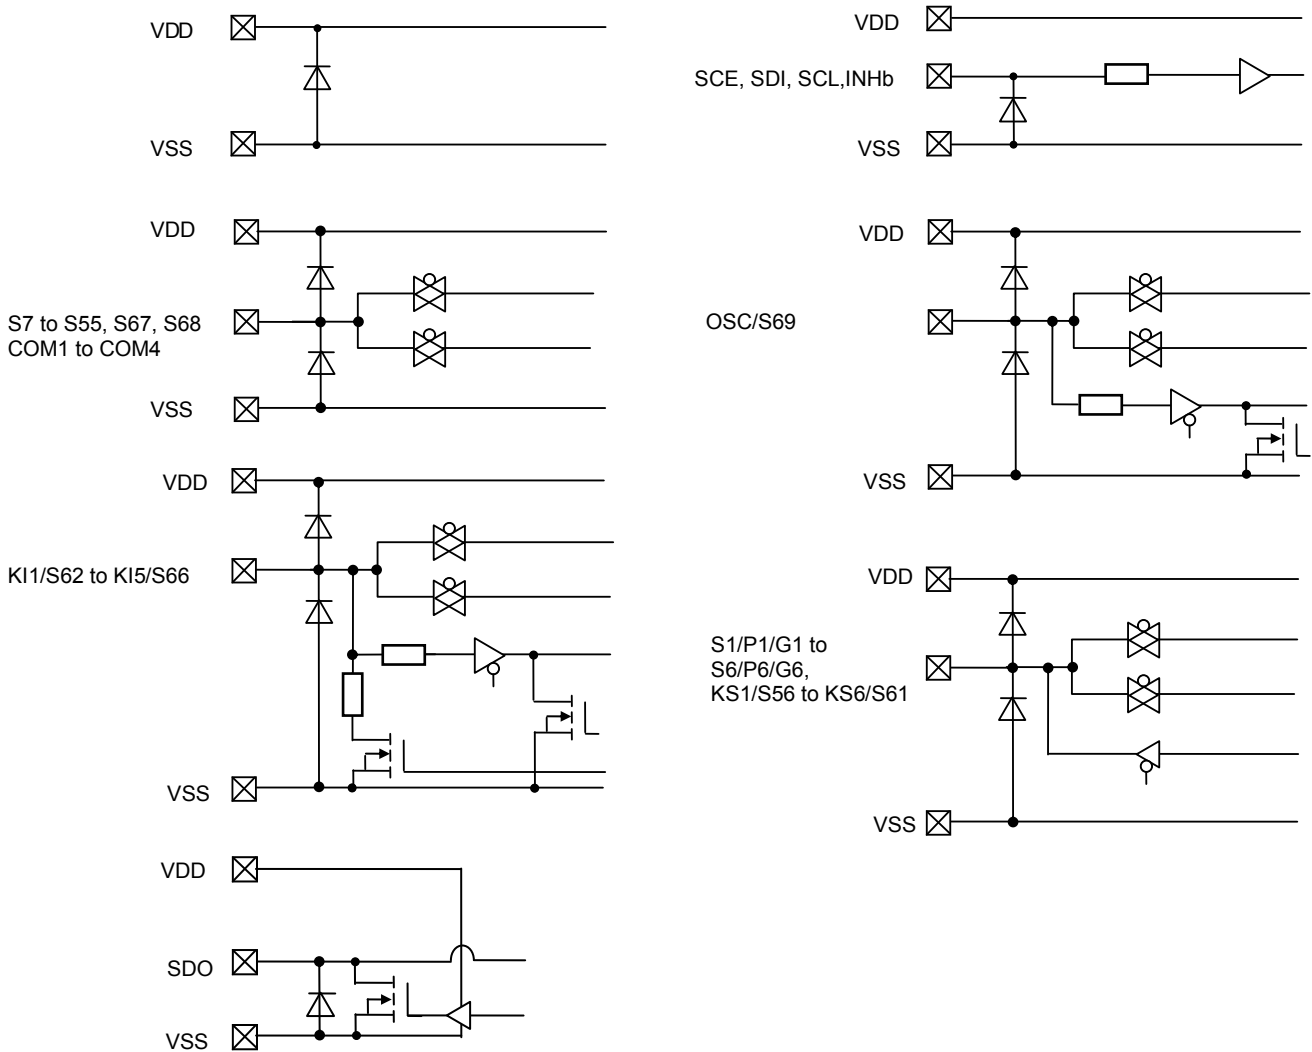 VDD
VSS
VDD
S7 to S55, S67, S68
COM1 to COM4
VSS
VDD
KI1/S62 to KI5/S66
VSS
VDD
SDO
VSS
VDD
SCE, SDI, SCL,INHb
VSS
VDD
OSC/S69
VSS
VDD
S1/P1/G1 to
S6/P6/G6,
KS1/S56 to KS6/S61
VSS